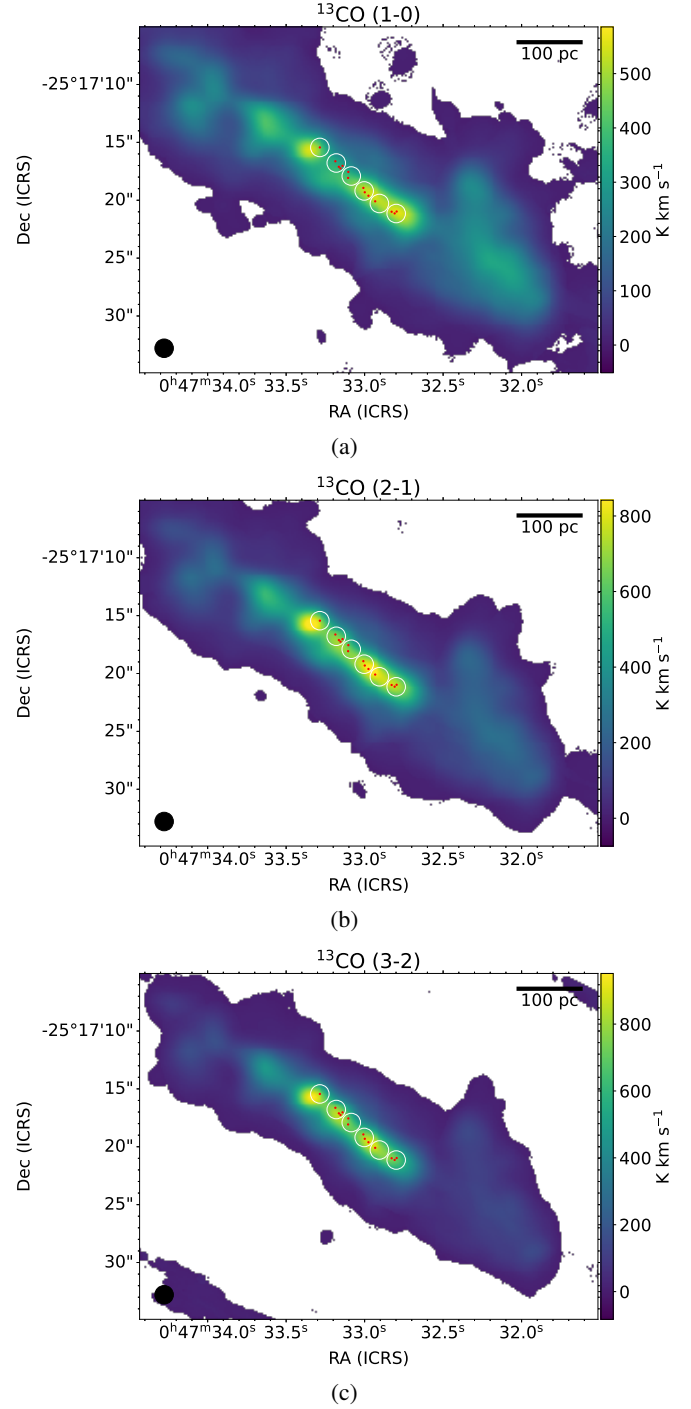 ¹³CO (1-0)
100 pc
-25°17'10"
15"
20"
25"
30"
Dec (ICRS)
0ʰ47ᵐ34.0ˢ 33.5ˢ 33.0ˢ 32.5ˢ 32.0ˢ
RA (ICRS)
500
400
300
200
100
0
K km s⁻¹
(a)
¹³CO (2-1)
100 pc
-25°17'10"
15"
20"
25"
30"
Dec (ICRS)
0ʰ47ᵐ34.0ˢ 33.5ˢ 33.0ˢ 32.5ˢ 32.0ˢ
RA (ICRS)
800
600
400
200
0
K km s⁻¹
(b)
¹³CO (3-2)
100 pc
-25°17'10"
15"
20"
25"
30"
Dec (ICRS)
0ʰ47ᵐ34.0ˢ 33.5ˢ 33.0ˢ 32.5ˢ 32.0ˢ
RA (ICRS)
800
600
400
200
0
K km s⁻¹
(c)